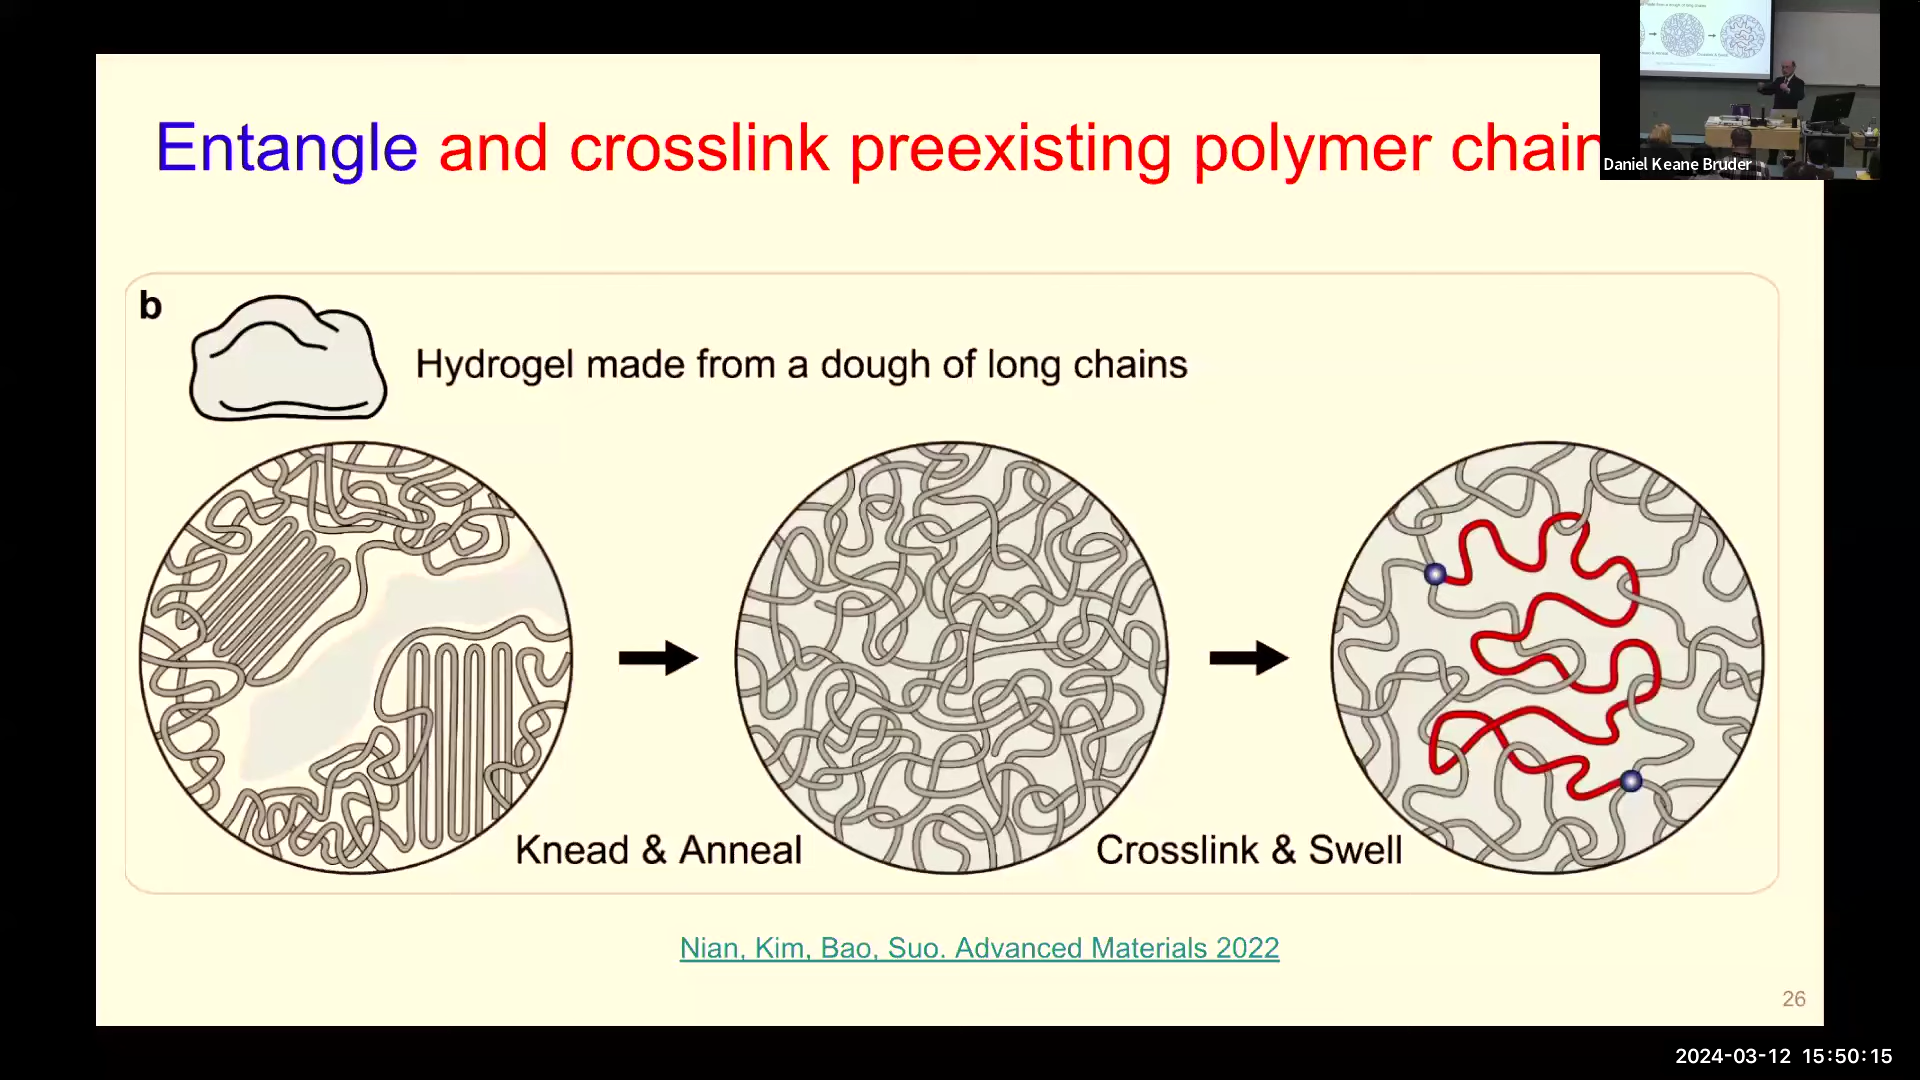 Entangle and crosslink preexisting polymer chain
Daniel Keane Bruder
b
Hydrogel made from a dough of long chains
Knead & Anneal
Crosslink & Swell
Nian, Kim, Bao, Suo. Advanced Materials 2022
26
2024-03-12 15:50:15